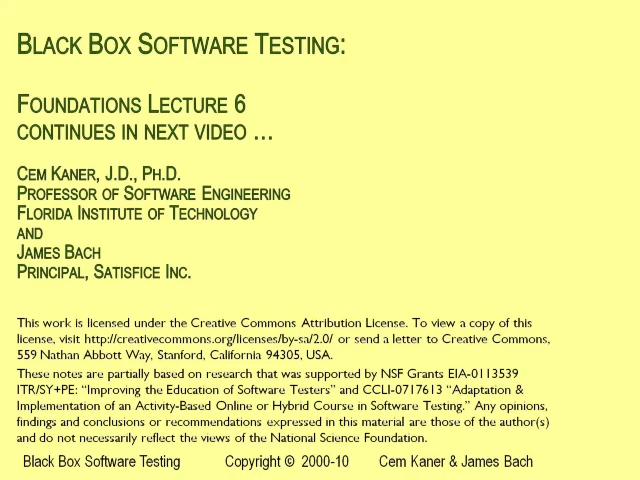 BLACK BOX SOFTWARE TESTING:
FOUNDATIONS LECTURE 6
CONTINUES IN NEXT VIDEO …
CEM KANER, J.D., PH.D.
PROFESSOR OF SOFTWARE ENGINEERING
FLORIDA INSTITUTE OF TECHNOLOGY
AND
JAMES BACH
PRINCIPAL, SATISFICE INC.
This work is licensed under the Creative Commons Attribution License. To view a copy of this
license, visit http://creativecommons.org/licenses/by-sa/2.0/ or send a letter to Creative Commons,
559 Nathan Abbott Way, Stanford, California 94305, USA.
These notes are partially based on research that was supported by NSF Grants EIA-0113539
ITR/SY+PE: “Improving the Education of Software Testers” and CCLI-0717613 “Adaptation &
Implementation of an Activity-Based Online or Hybrid Course in Software Testing.” Any opinions,
findings and conclusions or recommendations expressed in this material are those of the author(s)
and do not necessarily reflect the views of the National Science Foundation.
Black Box Software Testing Copyright © 2000-10 Cem Kaner & James Bach